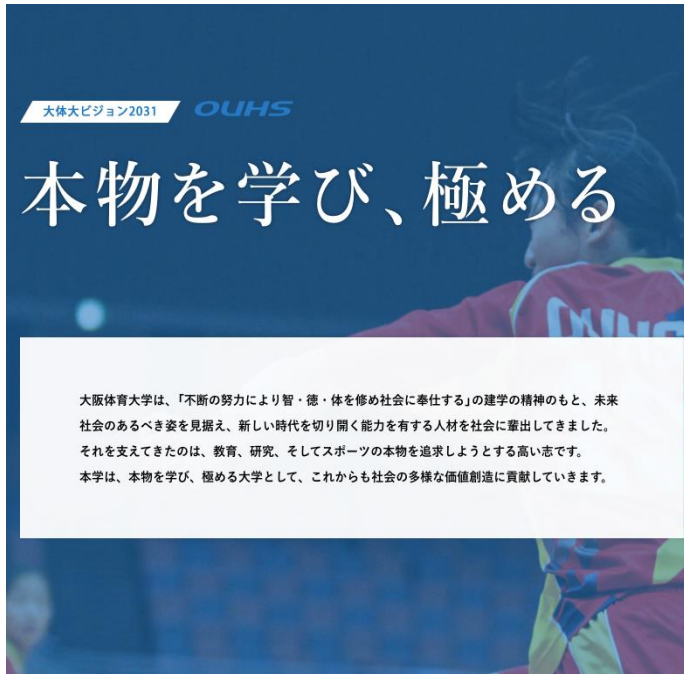 大体大ビジョン2031 OUHS
本物を学び、極める
大阪体育大学は、「不断の努力により智・徳・体を修め社会に奉仕する」の建学の精神のもと、未来
社会のあるべき姿を見据え、新しい時代を切り開く能力を有する人材を社会に輩出してきました。
それを支えてきたのは、教育、研究、そしてスポーツの本物を追求しようとする高い志です。
本学は、本物を学び、極める大学として、これからも社会の多様な価値創造に貢献していきます。
OUHS